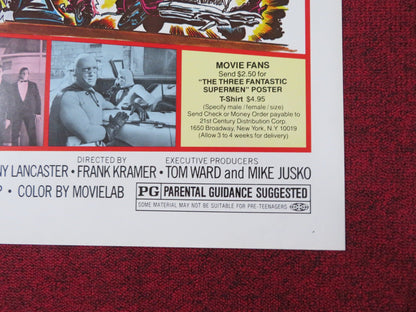 MOVIE FANS
Send $2.50 for
"THE THREE FANTASTIC
SUPERMEN" POSTER
T-Shirt $4.95
(Specify male / female / size)
Send Check or Money Order payable to
21st Century Distribution Corp.
1650 Broadway, New York, N.Y 10019
(Allow 3 to 4 weeks for delivery)
DIRECTED BY EXECUTIVE PRODUCERS
NY LANCASTER • FRANK KRAMER • TOM WARD and MIKE JUSKO
P • COLOR BY MOVIELAB
PG PARENTAL GUIDANCE SUGGESTED
SOME MATERIAL MAY NOT BE SUITABLE FOR PRE-TEENAGERS